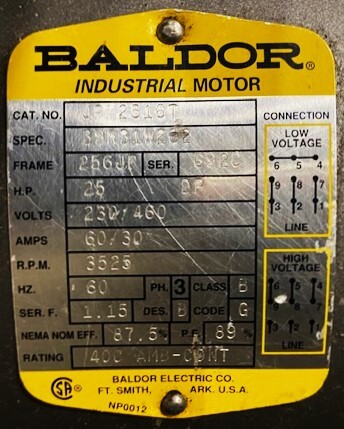 BALDOR®
INDUSTRIAL MOTOR
CAT. NO.
SPEC.
FRAME 256JP SER.
H.P. 25
VOLTS 230/460
AMPS 60/30
R.P.M. 3525
HZ. 60 PH. 3 CLASS B
SER. F. 1.15 DES. B CODE G
NEMA NOM EFF. 87.5% P.F. 89%
RATING 40C AMB-CONT
CONNECTION
LOW
VOLTAGE
6 5 4
9 8 7
3 2 1
LINE
HIGH
VOLTAGE
6 5 4
9 8 7
3 2 1
LINE
BALDOR ELECTRIC CO.
FT. SMITH, ARK. U.S.A.
NP0012